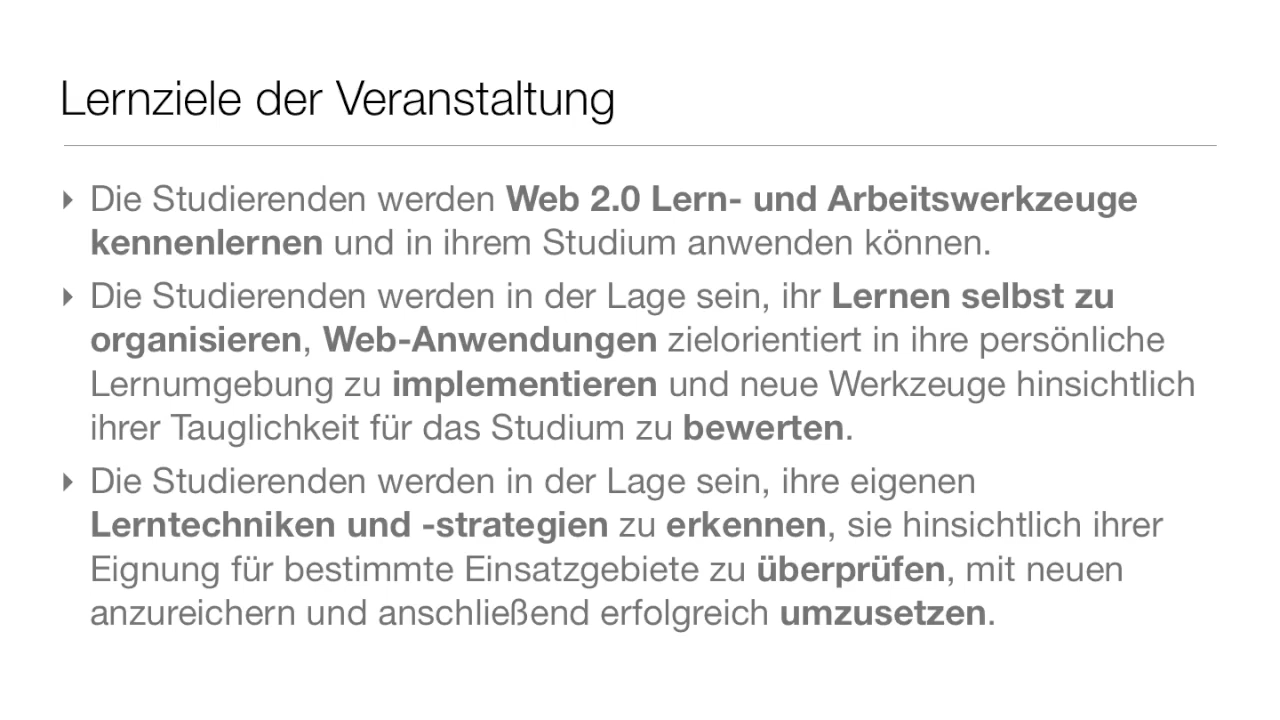 Lernziele der Veranstaltung
Die Studierenden werden Web 2.0 Lern- und Arbeitswerkzeuge
kennenlernen und in ihrem Studium anwenden können.
Die Studierenden werden in der Lage sein, ihr Lernen selbst zu
organisieren, Web-Anwendungen zielorientiert in ihre persönliche
Lernumgebung zu implementieren und neue Werkzeuge hinsichtlich
ihrer Tauglichkeit für das Studium zu bewerten.
Die Studierenden werden in der Lage sein, ihre eigenen
Lerntechniken und -strategien zu erkennen, sie hinsichtlich ihrer
Eignung für bestimmte Einsatzgebiete zu überprüfen, mit neuen
anzureichern und anschließend erfolgreich umzusetzen.